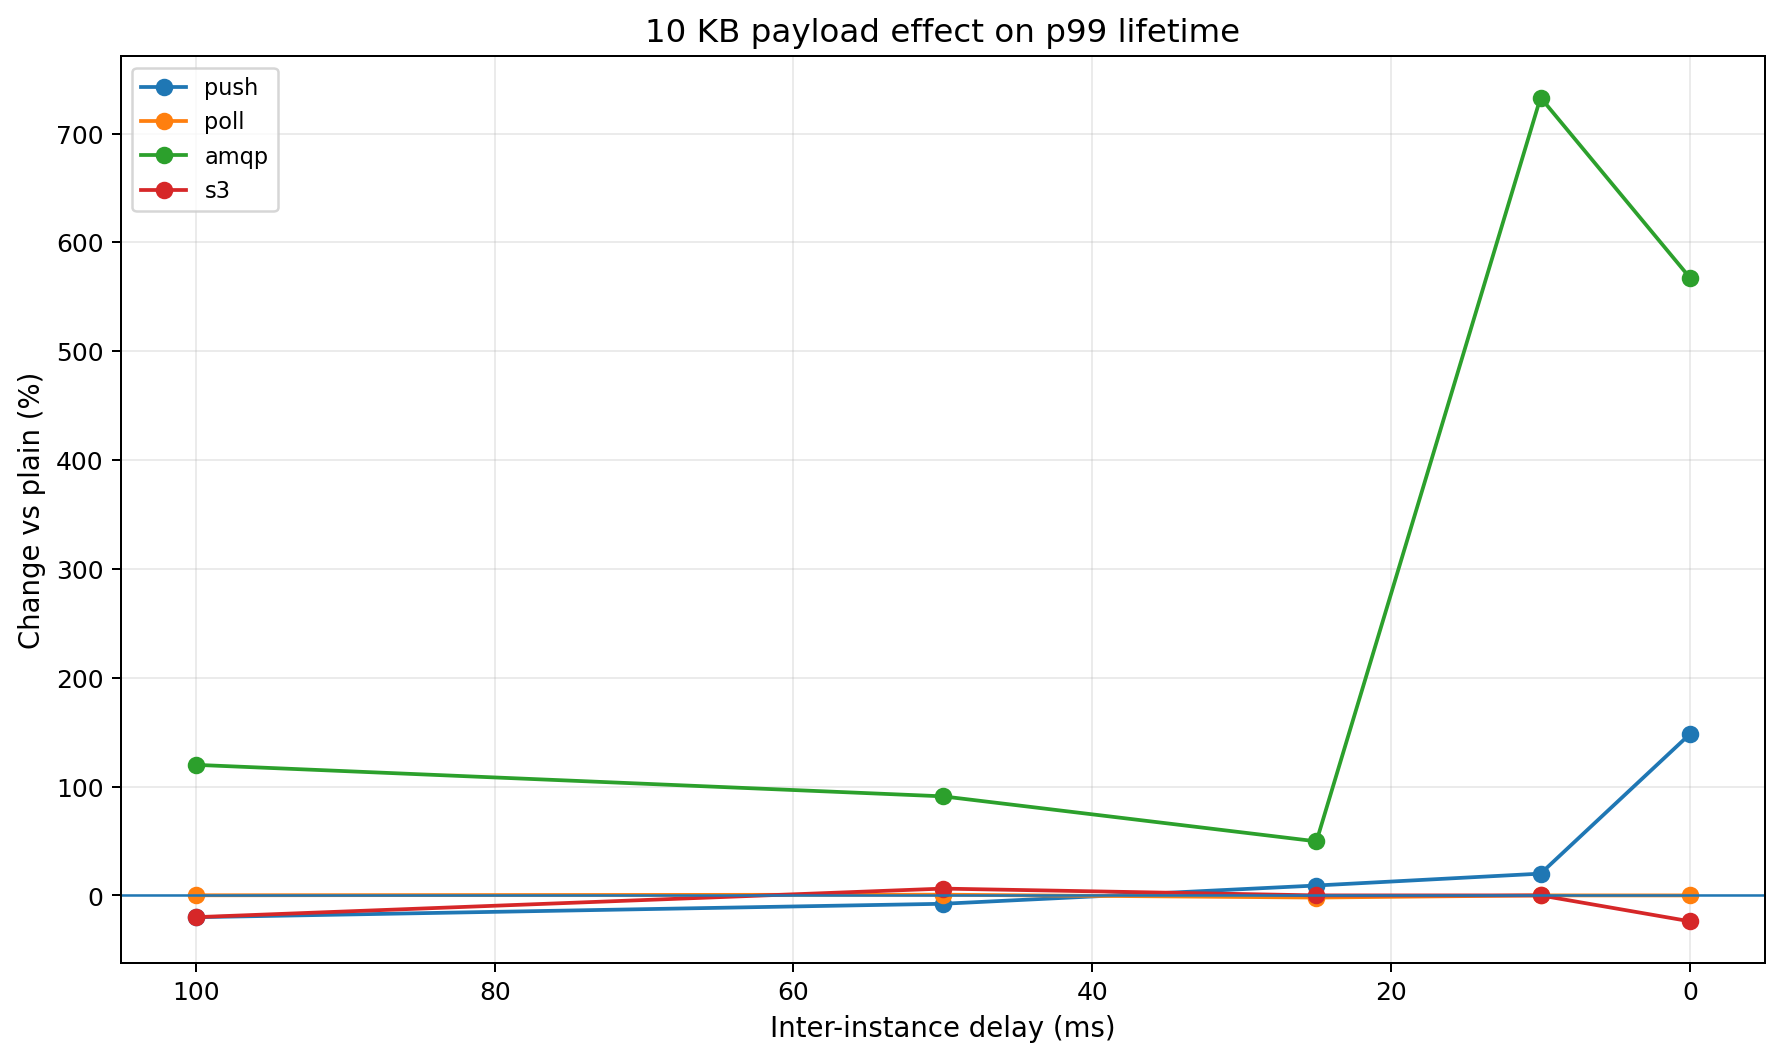 10 KB payload effect on p99 lifetime
push
poll
amqp
s3
Change vs plain (%)
700
600
500
400
300
200
100
0
100
80
60
40
20
0
Inter-instance delay (ms)